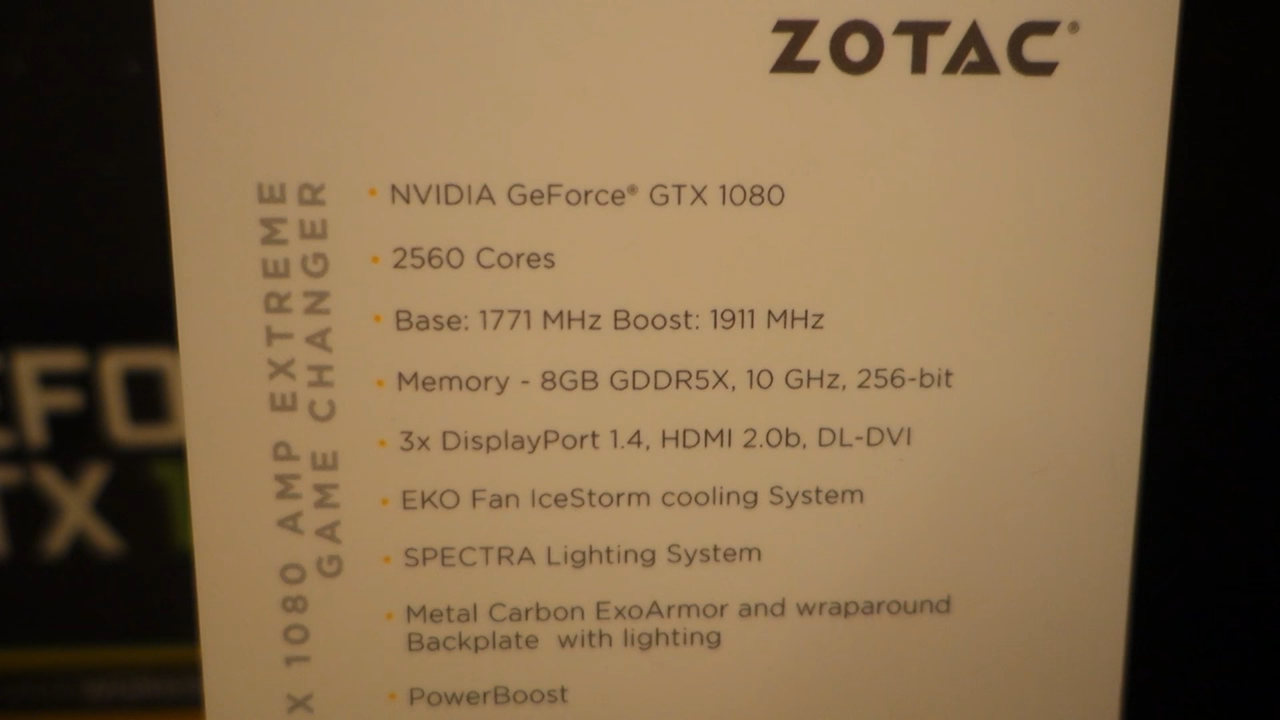 ZOTAC®
X 1080 AMP EXTREME
GAME CHANGER
• NVIDIA GeForce® GTX 1080
• 2560 Cores
• Base: 1771 MHz Boost: 1911 MHz
• Memory - 8GB GDDR5X, 10 GHz, 256-bit
• 3x DisplayPort 1.4, HDMI 2.0b, DL-DVI
• EKO Fan IceStorm cooling System
• SPECTRA Lighting System
• Metal Carbon ExoArmor and wraparound
Backplate with lighting
• PowerBoost
EFO
TX